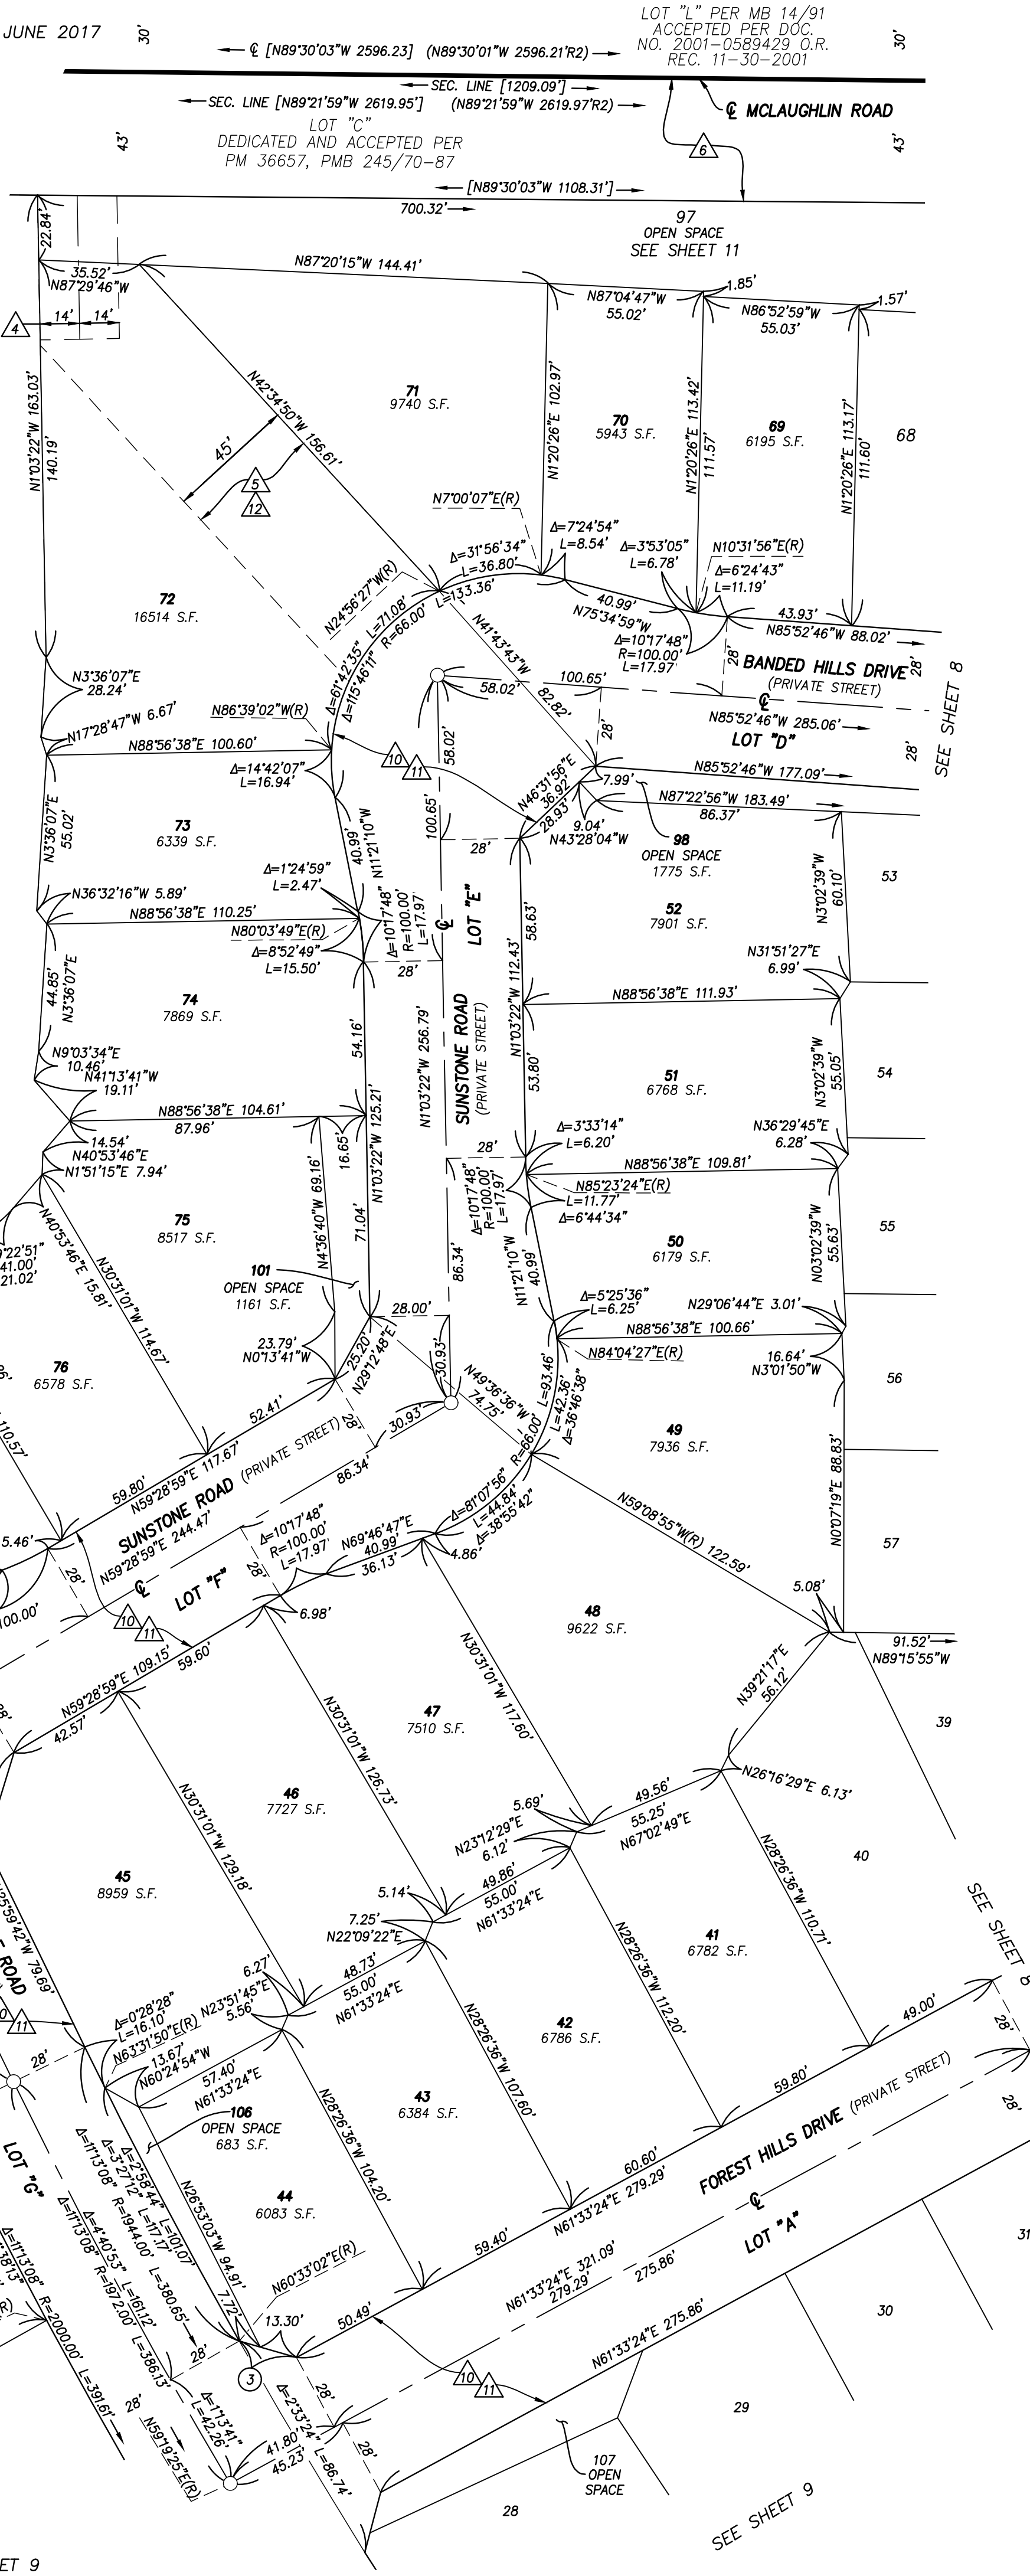 JUNE 2017
30'
LOT "L" PER MB 14/91
ACCEPTED PER DOC.
NO. 2001-0589429 O.R.
REC. 11-30-2001
30'
℄ [N89°30'03"W 2596.23] (N89°30'01"W 2596.21'R2)
SEC. LINE [1209.09']
SEC. LINE [N89°21'59"W 2619.95'] (N89°21'59"W 2619.97'R2)
℄ MCLAUGHLIN ROAD
43'
LOT "C"
DEDICATED AND ACCEPTED PER
PM 36657, PMB 245/70-87
6
43'
[N89°30'03"W 1108.31']
700.32'
97
OPEN SPACE
SEE SHEET 11
22.84'
35.52'
N87°29'46"W
N87°20'15"W 144.41'
1.85'
N87°04'47"W
55.02'
N86°52'59"W
55.03'
1.57'
4
14'
14'
N1°03'22"W 163.03'
140.19'
N42°34'50"W 156.61'
45'
5
12
71
9740 S.F.
N1°20'26"E 102.97'
70
5943 S.F.
N1°20'26"E 113.42'
111.57'
69
6195 S.F.
N1°20'26"E 113.17'
111.60'
68
N7°00'07"E(R)
Δ=7°24'54"
L=8.54'
Δ=31°56'34"
L=36.80'
L=133.36'
Δ=3°53'05"
L=6.78'
N10°31'56"E(R)
Δ=6°24'43"
L=11.19'
N24°56'27"W(R)
72
16514 S.F.
Δ=61°42'35" L=71.08'
Δ=115°46'11" R=66.00'
N41°43'43"W
82.82'
40.99'
N75°34'59"W
Δ=10°17'48"
R=100.00'
L=17.97'
43.93'
N85°52'46"W 88.02'
28'
BANDED HILLS DRIVE
(PRIVATE STREET)
28'
SEE SHEET 8
N3°36'07"E
28.24'
N17°28'47"W 6.67'
N86°39'02"W(R)
N88°56'38"E 100.60'
58.02'
100.65'
58.02'
100.65'
28'
℄
N85°52'46"W 285.06'
LOT "D"
28'
10
11
Δ=14°42'07"
L=16.94'
N46°31'56"E
36.92'
28.93'
7.99'
N85°52'46"W 177.09'
N87°22'56"W 183.49'
86.37'
9.04'
N43°28'04"W
98
OPEN SPACE
1775 S.F.
N3°36'07"E
55.02'
73
6339 S.F.
40.99'
N11°21'10"W
28'
Δ=1°24'59"
L=2.47'
N36°32'16"W 5.89'
N88°56'38"E 110.25'
Δ=10°17'48"
R=100.00'
L=17.97'
℄
LOT "E"
58.63'
52
7901 S.F.
N3°02'39"W
60.10'
53
N80°03'49"E(R)
Δ=8°52'49"
L=15.50'
28'
N31°51'27"E
6.99'
44.85'
N3°36'07"E
74
7869 S.F.
N1°03'22"W 112.43'
N88°56'38"E 111.93'
54.16'
N1°03'22"W 256.79'
SUNSTONE ROAD
(PRIVATE STREET)
N9°03'34"E
10.46'
N41°13'41"W
19.11'
53.80'
51
6768 S.F.
N3°02'39"W
55.05'
54
N88°56'38"E 104.61'
87.96'
N1°03'22"W 125.21'
Δ=3°33'14"
L=6.20'
N36°29'45"E
6.28'
14.54'
N40°53'46"E
N1°51'15"E 7.94'
16.65'
28'
N88°56'38"E 109.81'
N85°23'24"E(R)
L=11.77'
Δ=6°44'34"
Δ=10°17'48"
R=100.00'
L=17.97'
9°22'51"
41.00'
21.02'
N40°53'46"E 15.81'
N30°31'01"W 114.67'
75
8517 S.F.
N4°36'40"W 69.16'
71.04'
86.34'
N11°21'10"W
40.99'
50
6179 S.F.
N03°02'39"W
55.63'
55
101
OPEN SPACE
1161 S.F.
28.00'
Δ=5°25'36"
L=6.25'
N29°06'44"E 3.01'
N88°56'38"E 100.66'
N84°04'27"E(R)
16.64'
N3°01'50"W
23.79'
N0°13'41"W
25.20'
N29°12'48"E
30.93'
N49°36'36"W
74.75'
76
6578 S.F.
110.57'
R=66.00' L=93.46'
L=42.36'
Δ=36°46'38"
49
7936 S.F.
56
52.41'
28'
30.93'
59.80'
N59°28'59"E 117.67'
SUNSTONE ROAD (PRIVATE STREET)
86.34'
N0°07'19"E 88.83'
5.46'
N59°28'59"E 244.47'
Δ=81°07'56"
L=44.84'
Δ=38°55'42"
N59°08'55"W(R) 122.59'
57
Δ=10°17'48"
R=100.00'
L=17.97'
N69°46'47"E
40.99'
36.13'
4.86'
28'
℄
LOT "F"
28'
100.00'
10
11
6.98'
48
9622 S.F.
5.08'
91.52'
N89°15'55"W
N59°28'59"E 109.15'
59.60'
42.57'
28'
N30°31'01"W 117.60'
N39°21'17"E
56.12'
39
47
7510 S.F.
N30°31'01"W 126.73'
N26°16'29"E 6.13'
46
7727 S.F.
N30°31'01"W 129.18'
5.69'
N23°12'29"E
6.12'
49.56'
55.25'
N67°02'49"E
N28°26'36"W 110.71'
40
45
8959 S.F.
5.14'
7.25'
N22°09'22"E
49.86'
55.00'
N61°33'24"E
SEE SHEET 8
N25°59'42"W 79.69'
ROAD
11
6.27'
N23°51'45"E
5.56'
48.73'
55.00'
N61°33'24"E
N28°26'36"W 112.20'
41
6782 S.F.
Δ=0°28'28"
L=16.10'
N63°31'50"E(R)
13.67'
N60°24'54"W
28'
57.40'
N61°33'24"E
N28°26'36"W 107.60'
42
6786 S.F.
49.00'
28'
106
OPEN SPACE
683 S.F.
N28°26'36"W 104.20'
43
6384 S.F.
59.80'
FOREST HILLS DRIVE (PRIVATE STREET)
28'
LOT "G"
Δ=2°58'44" L=101.07'
Δ=3°27'12" L=117.17'
Δ=11°13'08" R=1944.00' L=380.65'
N26°53'03"W 94.91'
44
6083 S.F.
60.60'
N61°33'24"E 279.29'
℄
LOT "A"
Δ=4°40'53" L=161.12'
Δ=11°13'08" R=1972.00' L=386.13'
Δ=11°13'08" R=2000.00' L=391.61'
7.72'
N60°33'02"E(R)
59.40'
N61°33'24"E 321.09'
279.29'
275.86'
31
13.30'
50.49'
28'
3
N61°33'24"E 275.86'
30
10
11
28'
28'
Δ=1°13'41"
L=42.26'
N59°19'25"E(R)
41.80'
45.23'
Δ=2°33'24" L=86.74'
28'
29
107
OPEN
SPACE
28
SEE SHEET 9
ET 9